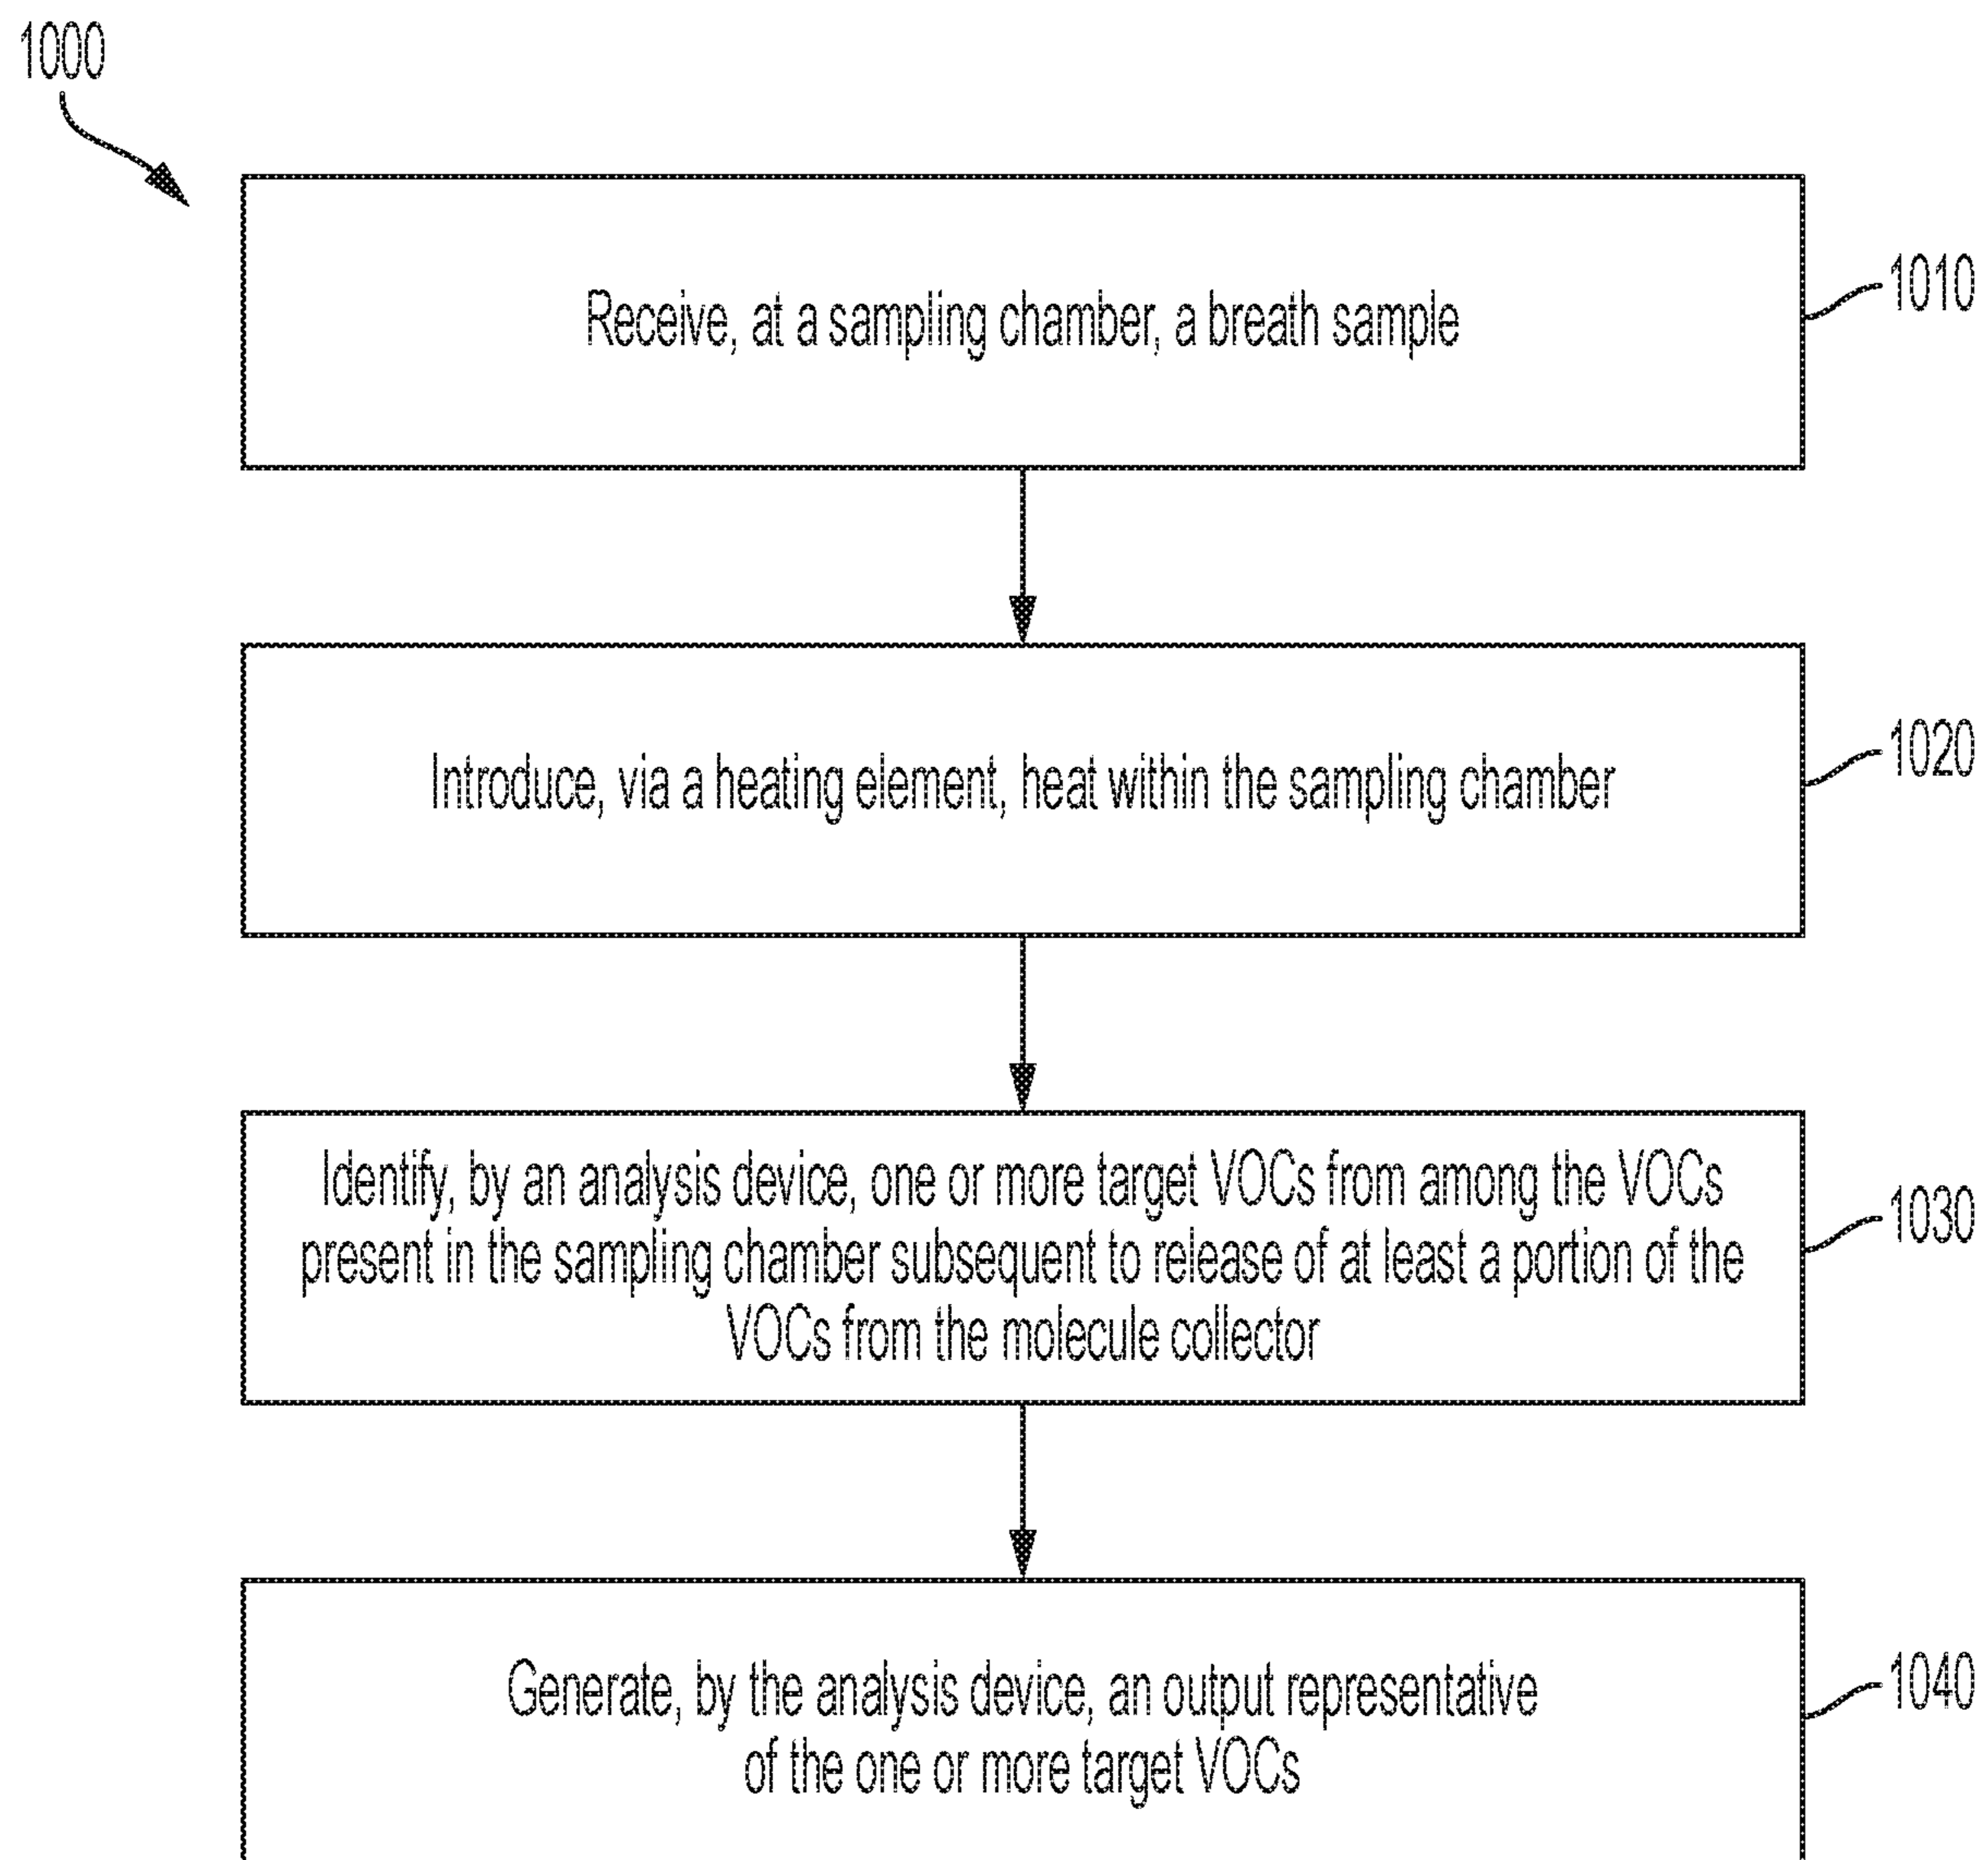 1000
Receive, at a sampling chamber, a breath sample
1010
Introduce, via a heating element, heat within the sampling chamber
1020
Identify, by an analysis device, one or more target VOCs from among the VOCs
present in the sampling chamber subsequent to release of at least a portion of the
VOCs from the molecule collector
1030
Generate, by the analysis device, an output representative
of the one or more target VOCs
1040